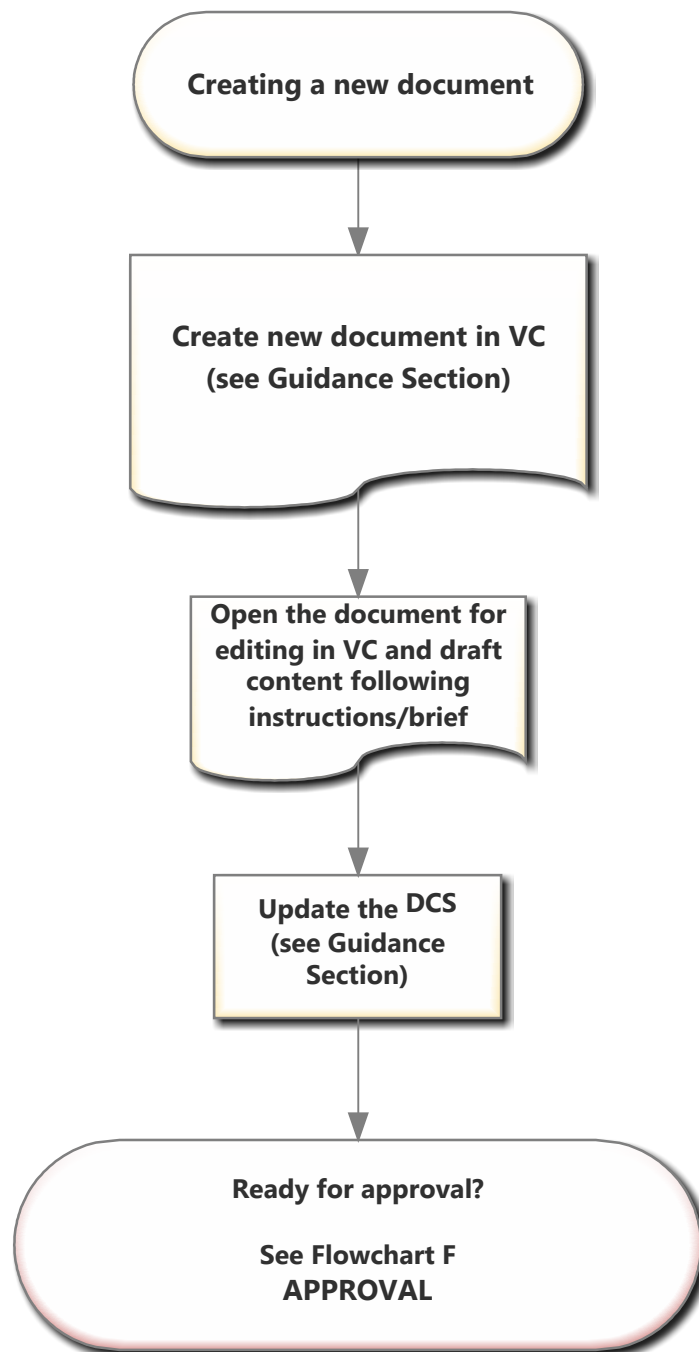 Creating a new document
Create new document in VC
(see Guidance Section)
Open the document for
editing in VC and draft
content following
instructions/brief
Update the DCS
(see Guidance
Section)
Ready for approval?
See Flowchart F
APPROVAL